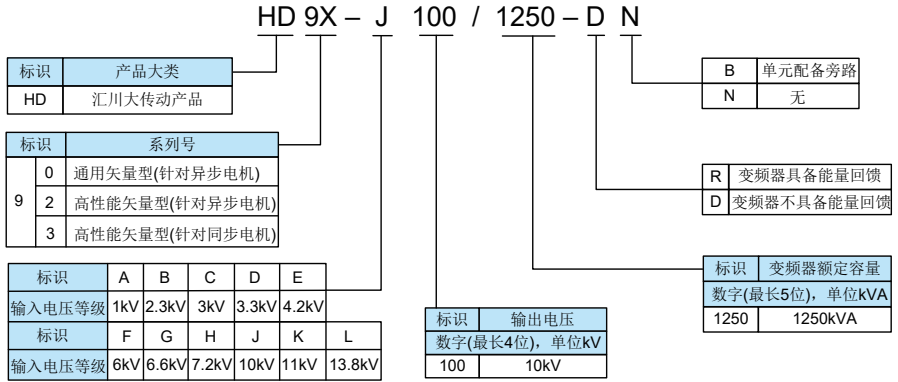 HD 9X – J 100 / 1250 – D N
标识 产品大类
HD 汇川大传动产品
标识 系列号
9
0 通用矢量型(针对异步电机)
2 高性能矢量型(针对异步电机)
3 高性能矢量型(针对同步电机)
标识 A B C D E
输入电压等级 1kV 2.3kV 3kV 3.3kV 4.2kV
标识 F G H J K L
输入电压等级 6kV 6.6kV 7.2kV 10kV 11kV 13.8kV
标识 输出电压
数字(最长4位)，单位kV
100 10kV
B 单元配备旁路
N 无
R 变频器具备能量回馈
D 变频器不具备能量回馈
标识 变频器额定容量
数字(最长5位)，单位kVA
1250 1250kVA